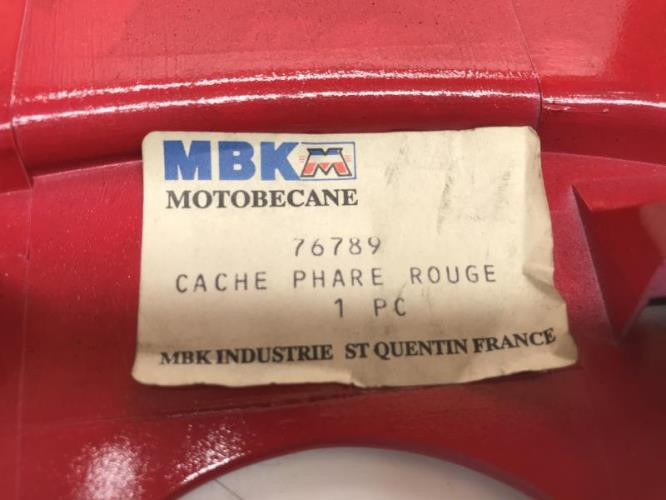 MBK M
MOTOBECANE
76789
CACHE PHARE ROUGE
1 PC
MBK INDUSTRIE ST QUENTIN FRANCE